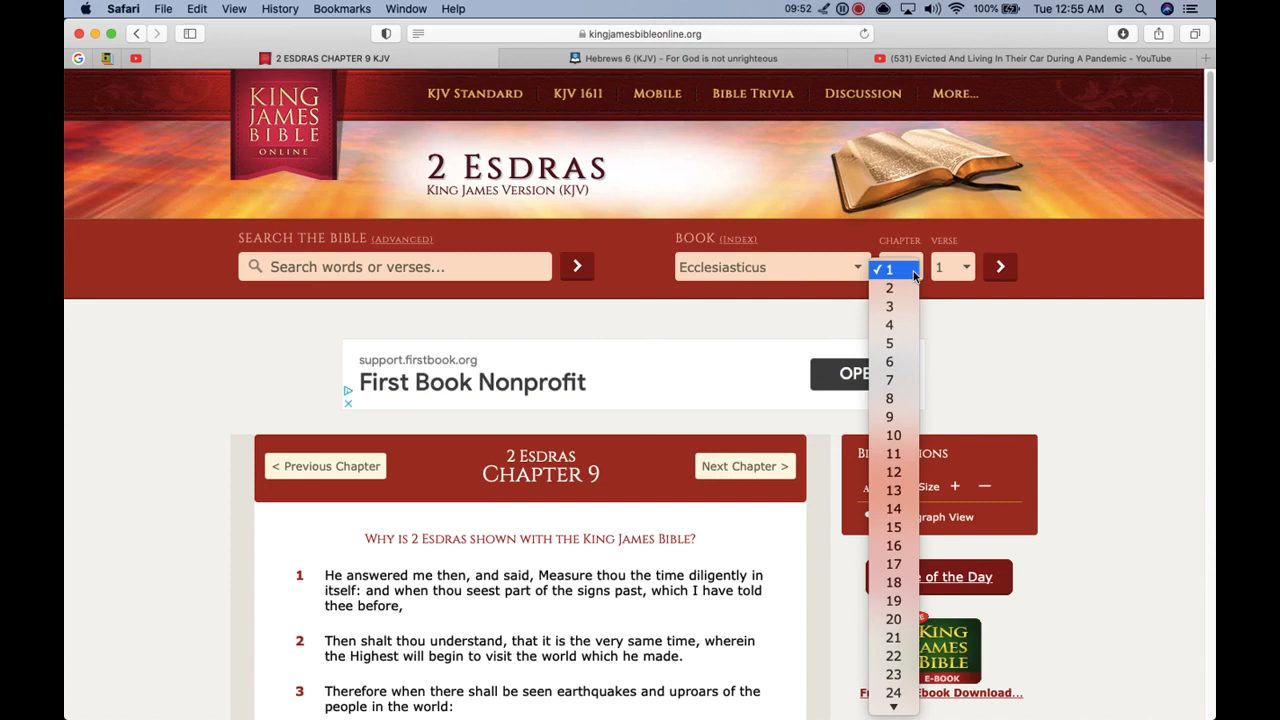 Safari File Edit View History Bookmarks Window Help 09:52 100% Tue 12:55 AM G
kingjamesbibleonline.org
2 ESDRAS CHAPTER 9 KJV
Hebrews 6 (KJV) - For God is not unrighteous
(531) Evicted And Living In Their Car During A Pandemic - YouTube
KING
JAMES
BIBLE
ONLINE
KJV STANDARD KJV 1611 MOBILE BIBLE TRIVIA DISCUSSION MORE...
2 ESDRAS
KING JAMES VERSION (KJV)
SEARCH THE BIBLE (ADVANCED)
Search words or verses...
BOOK (INDEX) CHAPTER VERSE
Ecclesiasticus ✓ 1 1
2
3
4
5
6
7
8
9
10
11
12
13
14
15
16
17
18
19
20
21
22
23
24
support.firstbook.org
First Book Nonprofit
OPE
< Previous Chapter
2 ESDRAS
CHAPTER 9
Next Chapter >
WHY IS 2 ESDRAS SHOWN WITH THE KING JAMES BIBLE?
1 He answered me then, and said, Measure thou the time diligently in
itself: and when thou seest part of the signs past, which I have told
thee before,
2 Then shalt thou understand, that it is the very same time, wherein
the Highest will begin to visit the world which he made.
3 Therefore when there shall be seen earthquakes and uproars of the
people in the world:
Size + —
graph View
e of the Day
KING
JAMES
BIBLE
E-BOOK
Ebook Download...